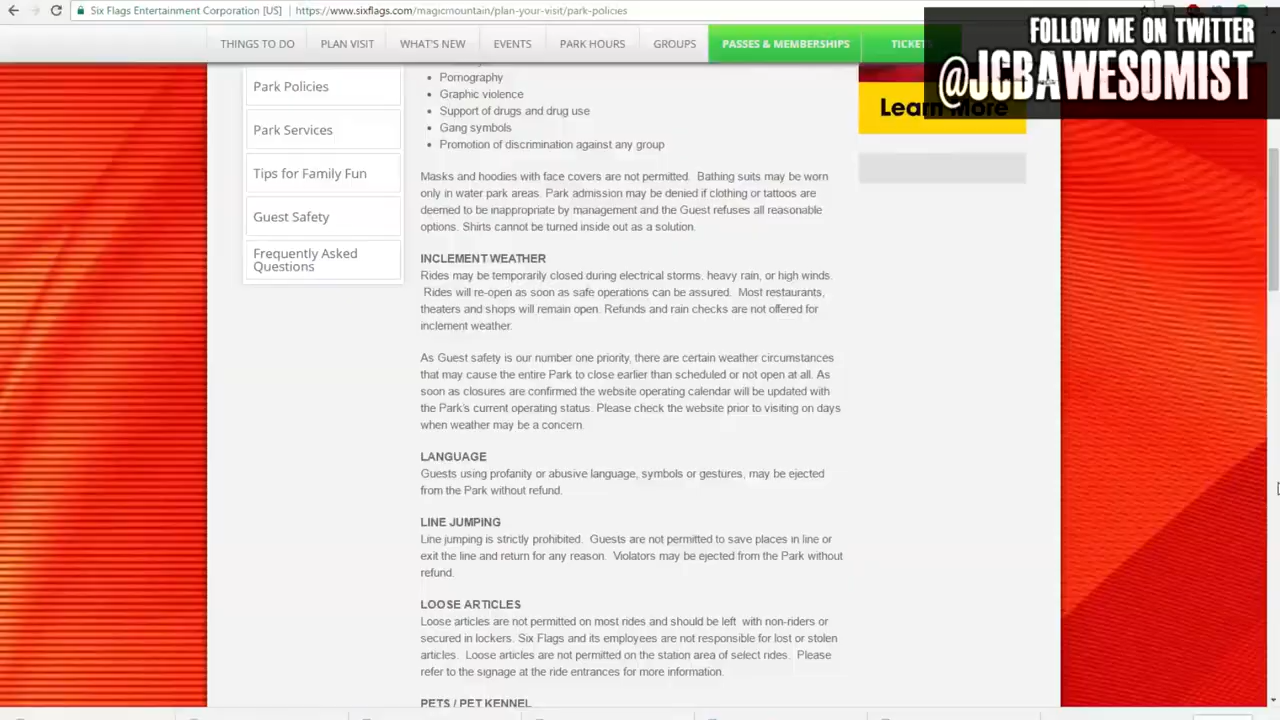 Six Flags Entertainment Corporation [US] | https://www.sixflags.com/magicmountain/plan-your-visit/park-policies
FOLLOW ME ON TWITTER
@JCBAWESOMIST
THINGS TO DO PLAN VISIT WHAT'S NEW EVENTS PARK HOURS GROUPS PASSES & MEMBERSHIPS TICKETS
Learn More
Park Policies
Park Services
Tips for Family Fun
Guest Safety
Frequently Asked
Questions
• Pornography
• Graphic violence
• Support of drugs and drug use
• Gang symbols
• Promotion of discrimination against any group
Masks and hoodies with face covers are not permitted. Bathing suits may be worn
only in water park areas. Park admission may be denied if clothing or tattoos are
deemed to be inappropriate by management and the Guest refuses all reasonable
options. Shirts cannot be turned inside out as a solution.
INCLEMENT WEATHER
Rides may be temporarily closed during electrical storms, heavy rain, or high winds.
Rides will re-open as soon as safe operations can be assured. Most restaurants,
theaters and shops will remain open. Refunds and rain checks are not offered for
inclement weather.
As Guest safety is our number one priority, there are certain weather circumstances
that may cause the entire Park to close earlier than scheduled or not open at all. As
soon as closures are confirmed the website operating calendar will be updated with
the Park's current operating status. Please check the website prior to visiting on days
when weather may be a concern.
LANGUAGE
Guests using profanity or abusive language, symbols or gestures, may be ejected
from the Park without refund.
LINE JUMPING
Line jumping is strictly prohibited. Guests are not permitted to save places in line or
exit the line and return for any reason. Violators may be ejected from the Park without
refund.
LOOSE ARTICLES
Loose articles are not permitted on most rides and should be left with non-riders or
secured in lockers. Six Flags and its employees are not responsible for lost or stolen
articles. Loose articles are not permitted on the station area of select rides. Please
refer to the signage at the ride entrances for more information.
PETS / PET KENNEL